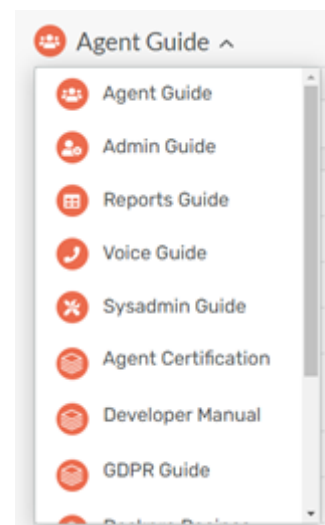 Agent Guide
Agent Guide
Admin Guide
Reports Guide
Voice Guide
Sysadmin Guide
Agent Certification
Developer Manual
GDPR Guide